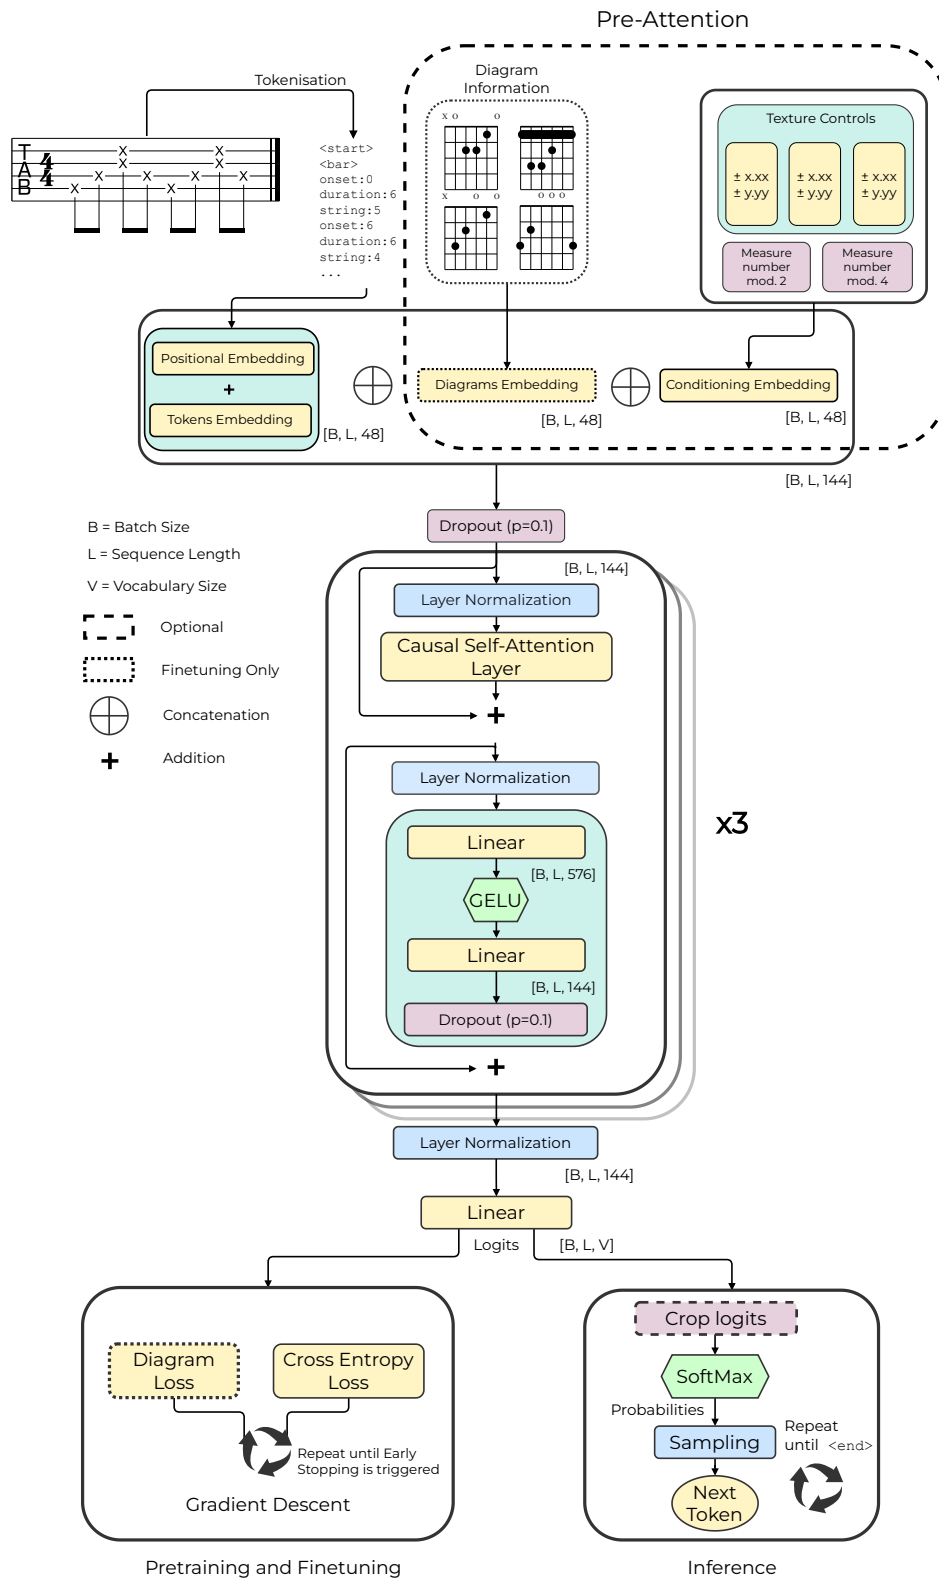 Pre-Attention
Tokenisation
Diagram
Information
T
A
B
4
4
x x
x x
x x x x
x x
<start>
<bar>
onset:0
duration:6
string:5
onset:6
duration:6
string:4
...
x o o
x o o
o o o
Texture Controls
± x.xx
± y.yy
± x.xx
± y.yy
± x.xx
± y.yy
Measure
number
mod. 2
Measure
number
mod. 4
Positional Embedding
+
Tokens Embedding
[B, L, 48]
Diagrams Embedding
[B, L, 48]
Conditioning Embedding
[B, L, 48]
[B, L, 144]
B = Batch Size
L = Sequence Length
V = Vocabulary Size
Optional
Finetuning Only
Concatenation
+ Addition
Dropout (p=0.1)
[B, L, 144]
Layer Normalization
Causal Self-Attention
Layer
+
Layer Normalization
Linear
[B, L, 576]
GELU
Linear
[B, L, 144]
Dropout (p=0.1)
+
x3
Layer Normalization
[B, L, 144]
Linear
Logits
[B, L, V]
Diagram
Loss
Cross Entropy
Loss
Repeat until Early
Stopping is triggered
Gradient Descent
Pretraining and Finetuning
Crop logits
SoftMax
Probabilities
Sampling
Repeat
until <end>
Next
Token
Inference